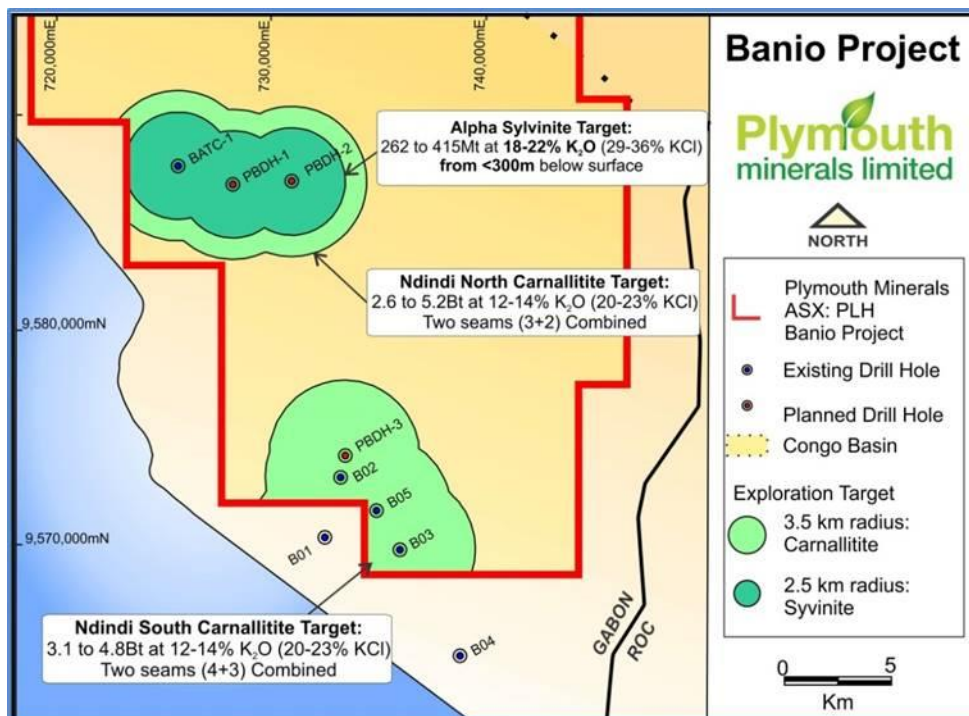 720,000mE
730,000mE
740,000mE
BATC-1
PBDH-1
PBDH-2
Alpha Sylvinite Target:
262 to 415Mt at 18-22% K₂O (29-36% KCl)
from <300m below surface
Ndindi North Carnallitite Target:
2.6 to 5.2Bt at 12-14% K₂O (20-23% KCl)
Two seams (3+2) Combined
9,580,000mN
PBDH-3
B02
B05
B01
B03
9,570,000mN
Ndindi South Carnallitite Target:
3.1 to 4.8Bt at 12-14% K₂O (20-23% KCl)
Two seams (4+3) Combined
B04
GABON
ROC
Banio Project
Plymouth
minerals limited
NORTH
Plymouth Minerals
ASX: PLH
Banio Project
Existing Drill Hole
Planned Drill Hole
Congo Basin
Exploration Target
3.5 km radius:
Carnallitite
2.5 km radius:
Syvinite
0 5
Km